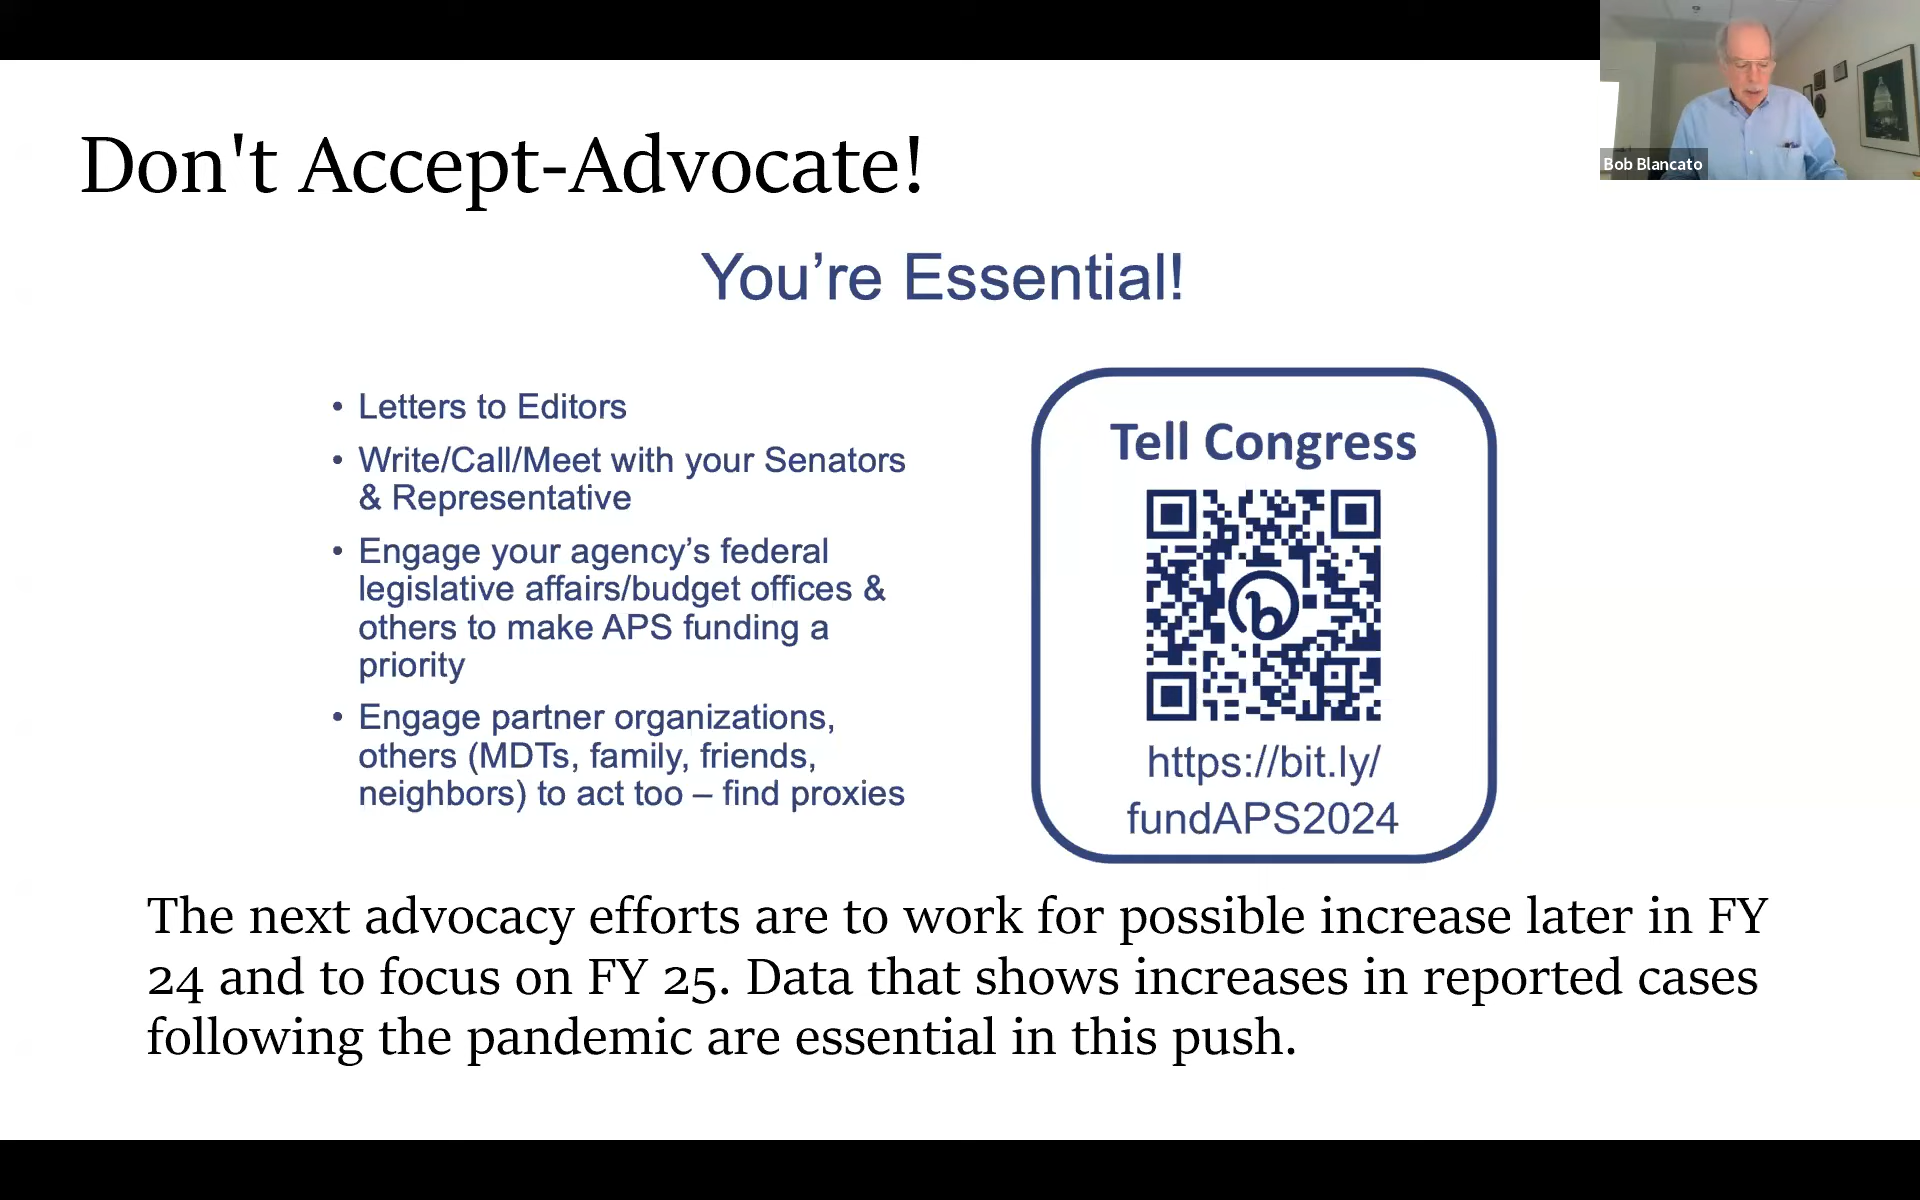 Don't Accept-Advocate!
Bob Blancato
You’re Essential!
• Letters to Editors
• Write/Call/Meet with your Senators
& Representative
• Engage your agency’s federal
legislative affairs/budget offices &
others to make APS funding a
priority
• Engage partner organizations,
others (MDTs, family, friends,
neighbors) to act too – find proxies
Tell Congress
b
https://bit.ly/
fundAPS2024
The next advocacy efforts are to work for possible increase later in FY
24 and to focus on FY 25. Data that shows increases in reported cases
following the pandemic are essential in this push.